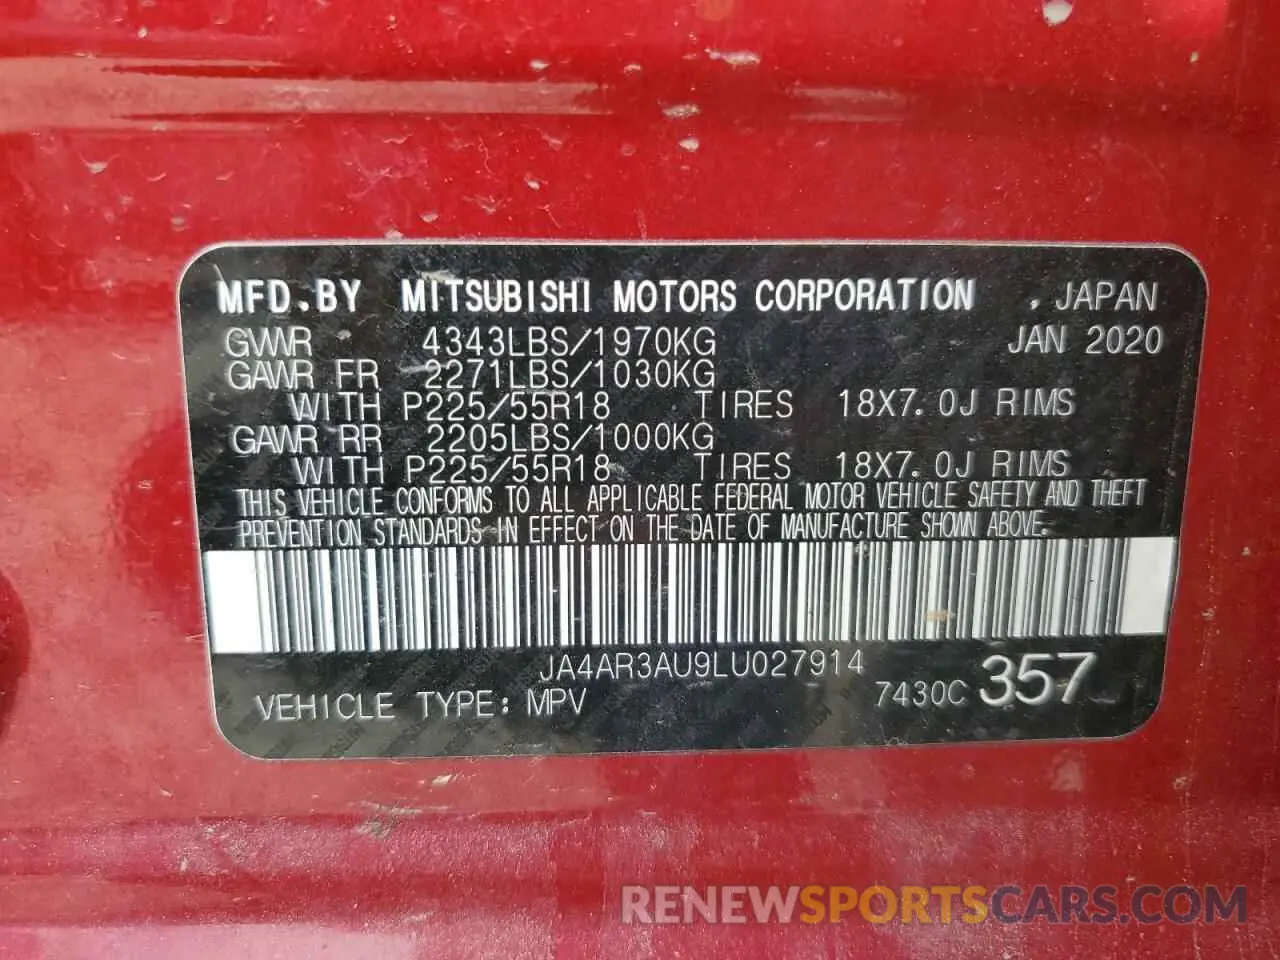 MFD.BY MITSUBISHI MOTORS CORPORATION , JAPAN
GVWR 4343LBS/1970KG JAN 2020
GAWR FR 2271LBS/1030KG
WITH P225/55R18 TIRES 18X7.0J RIMS
GAWR RR 2205LBS/1000KG
WITH P225/55R18 TIRES 18X7.0J RIMS
THIS VEHICLE CONFORMS TO ALL APPLICABLE FEDERAL MOTOR VEHICLE SAFETY AND THEFT
PREVENTION STANDARDS IN EFFECT ON THE DATE OF MANUFACTURE SHOWN ABOVE.
JA4AR3AU9LU027914
VEHICLE TYPE: MPV 7430C 357
RENEWSPORTSCARS.COM